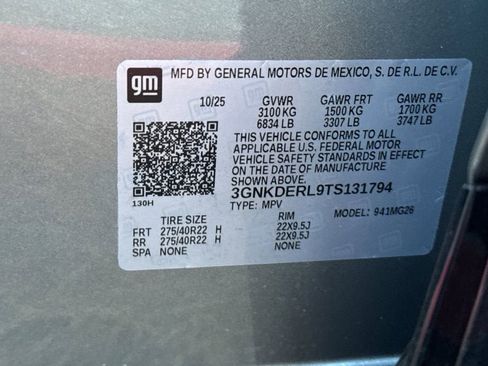 gm MFD BY GENERAL MOTORS DE MEXICO, S. DE R.L. DE C.V.
10/25 GVWR GAWR FRT GAWR RR
3100 KG 1500 KG 1700 KG
6834 LB 3307 LB 3747 LB
THIS VEHICLE CONFORMS TO ALL
APPLICABLE U.S. FEDERAL MOTOR
VEHICLE SAFETY STANDARDS IN EFFECT
ON THE DATE OF MANUFACTURE
SHOWN ABOVE.
3GNKDERL9TS131794
130H TYPE: MPV MODEL: 941MG26
TIRE SIZE RIM
FRT 275/40R22 H 22X9.5J
RR 275/40R22 H 22X9.5J
SPA NONE NONE